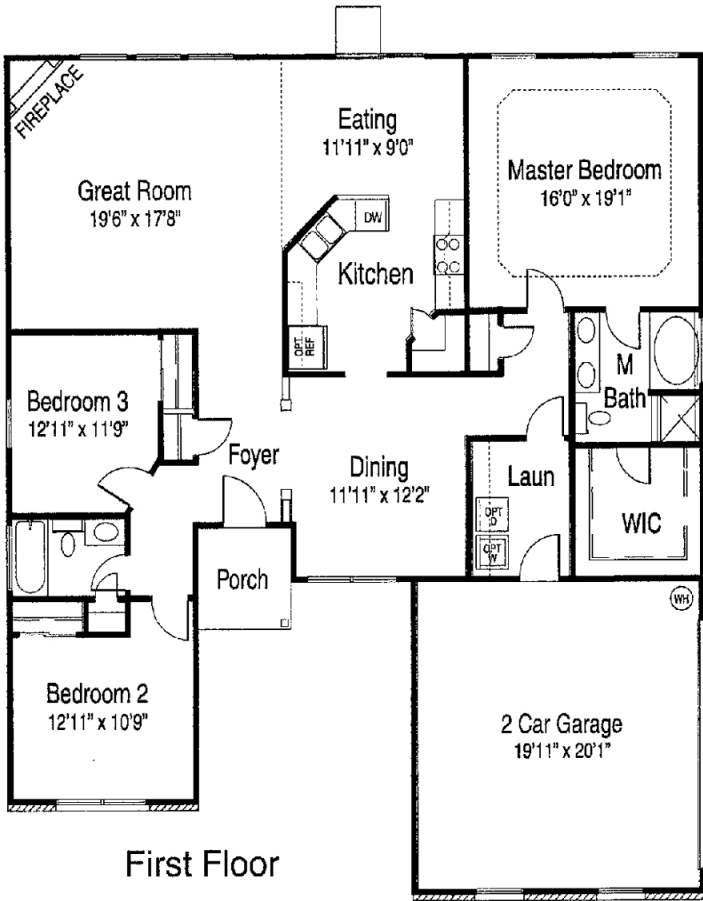 FIREPLACE
Great Room
19'6" x 17'8"
Eating
11'11" x 9'0"
Master Bedroom
16'0" x 19'1"
DW
Kitchen
OPT
REF
M
Bath
Bedroom 3
12'11" x 11'9"
Foyer
Dining
11'11" x 12'2"
Laun
OPT
D
OPT
W
WIC
Porch
WH
Bedroom 2
12'11" x 10'9"
2 Car Garage
19'11" x 20'1"
First Floor